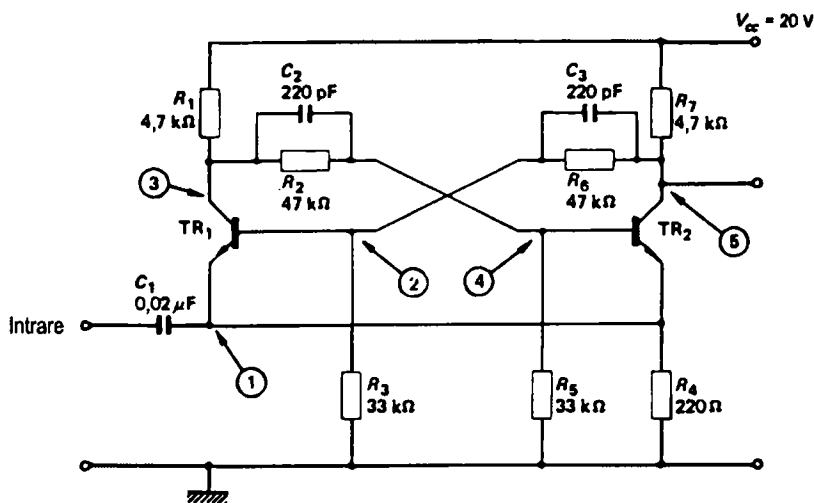 V_cc = 20 V
C2
220 pF
C3
220 pF
R1
4,7 kΩ
R7
4,7 kΩ
R2
47 kΩ
R6
47 kΩ
3
TR1
TR2
5
2
4
C1
0,02 µF
Intrare
1
R3
33 kΩ
R5
33 kΩ
R4
220 Ω